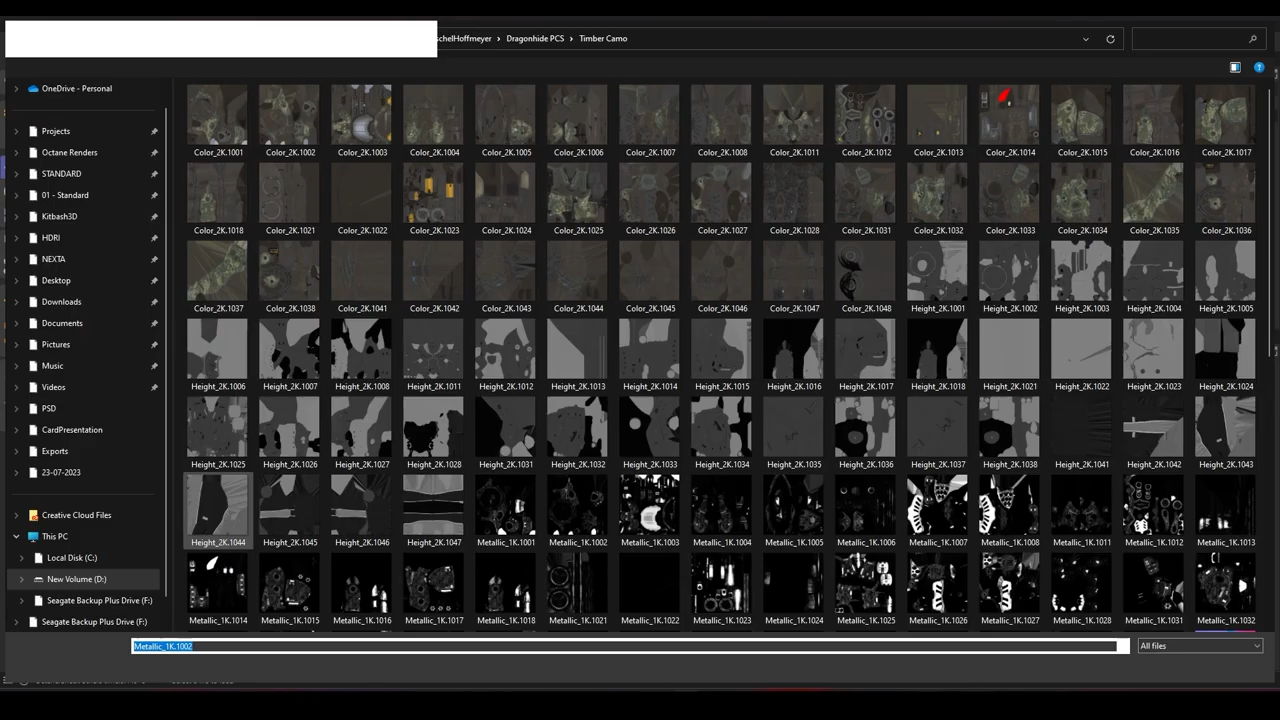 schelHoffmeyer > Dragonhide PCS > Timber Camo
OneDrive - Personal
Projects
Octane Renders
STANDARD
01 - Standard
Kitbash3D
HDRI
NEXTA
Desktop
Downloads
Documents
Pictures
Music
Videos
PSD
CardPresentation
Exports
23-07-2023
Creative Cloud Files
This PC
Local Disk (C:)
New Volume (D:)
Seagate Backup Plus Drive (F:)
Seagate Backup Plus Drive (F:)
Color_2K.1001 Color_2K.1002 Color_2K.1003 Color_2K.1004 Color_2K.1005 Color_2K.1006 Color_2K.1007 Color_2K.1008 Color_2K.1011 Color_2K.1012 Color_2K.1013 Color_2K.1014 Color_2K.1015 Color_2K.1016 Color_2K.1017
Color_2K.1018 Color_2K.1021 Color_2K.1022 Color_2K.1023 Color_2K.1024 Color_2K.1025 Color_2K.1026 Color_2K.1027 Color_2K.1028 Color_2K.1031 Color_2K.1032 Color_2K.1033 Color_2K.1034 Color_2K.1035 Color_2K.1036
Color_2K.1037 Color_2K.1038 Color_2K.1041 Color_2K.1042 Color_2K.1043 Color_2K.1044 Color_2K.1045 Color_2K.1046 Color_2K.1047 Color_2K.1048 Height_2K.1001 Height_2K.1002 Height_2K.1003 Height_2K.1004 Height_2K.1005
Height_2K.1006 Height_2K.1007 Height_2K.1008 Height_2K.1011 Height_2K.1012 Height_2K.1013 Height_2K.1014 Height_2K.1015 Height_2K.1016 Height_2K.1017 Height_2K.1018 Height_2K.1021 Height_2K.1022 Height_2K.1023 Height_2K.1024
Height_2K.1025 Height_2K.1026 Height_2K.1027 Height_2K.1028 Height_2K.1031 Height_2K.1032 Height_2K.1033 Height_2K.1034 Height_2K.1035 Height_2K.1036 Height_2K.1037 Height_2K.1038 Height_2K.1041 Height_2K.1042 Height_2K.1043
Height_2K.1044 Height_2K.1045 Height_2K.1046 Height_2K.1047 Metallic_1K.1001 Metallic_1K.1002 Metallic_1K.1003 Metallic_1K.1004 Metallic_1K.1005 Metallic_1K.1006 Metallic_1K.1007 Metallic_1K.1008 Metallic_1K.1011 Metallic_1K.1012 Metallic_1K.1013
Metallic_1K.1014 Metallic_1K.1015 Metallic_1K.1016 Metallic_1K.1017 Metallic_1K.1018 Metallic_1K.1021 Metallic_1K.1022 Metallic_1K.1023 Metallic_1K.1024 Metallic_1K.1025 Metallic_1K.1026 Metallic_1K.1027 Metallic_1K.1028 Metallic_1K.1031 Metallic_1K.1032
Metallic_1K.1002
All files